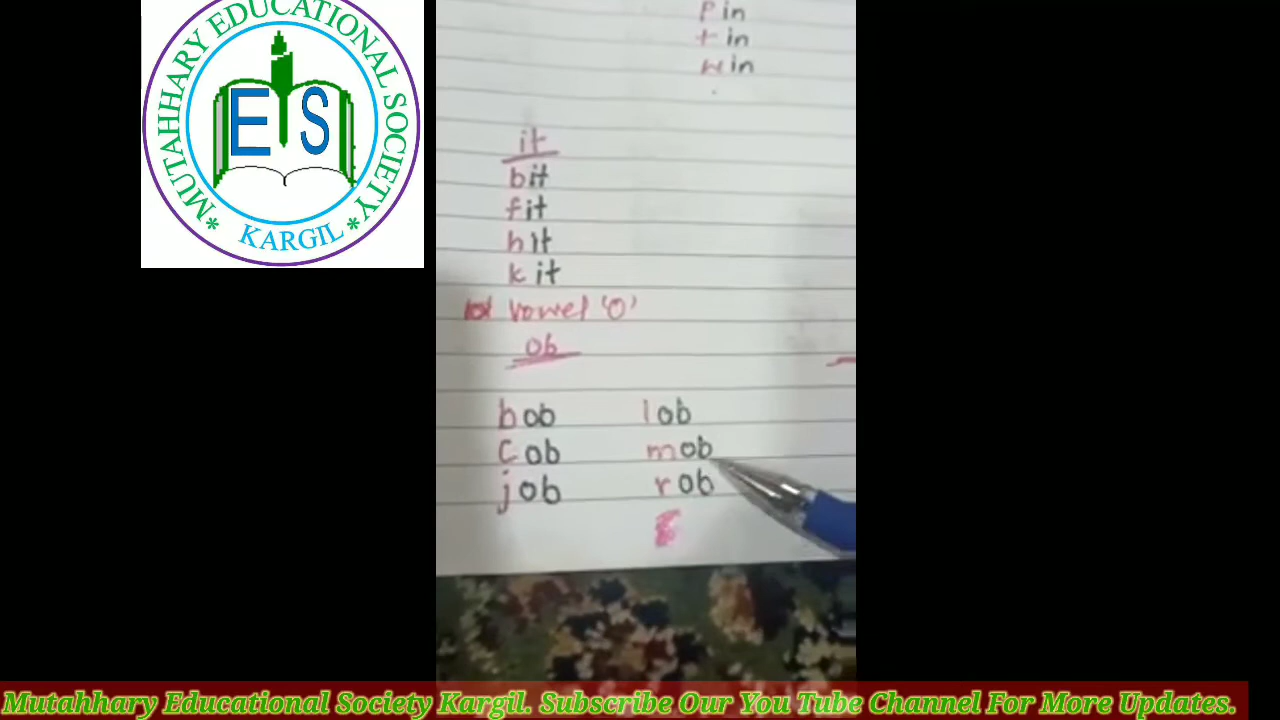 MUTAHHARY EDUCATIONAL SOCIETY
E S
* KARGIL *
pin
tin
win
it
bit
fit
hit
kit
vowel 'O'
ob
bob lob
cob mob
job rob
Mutahhary Educational Society Kargil. Subscribe Our You Tube Channel For More Updates.